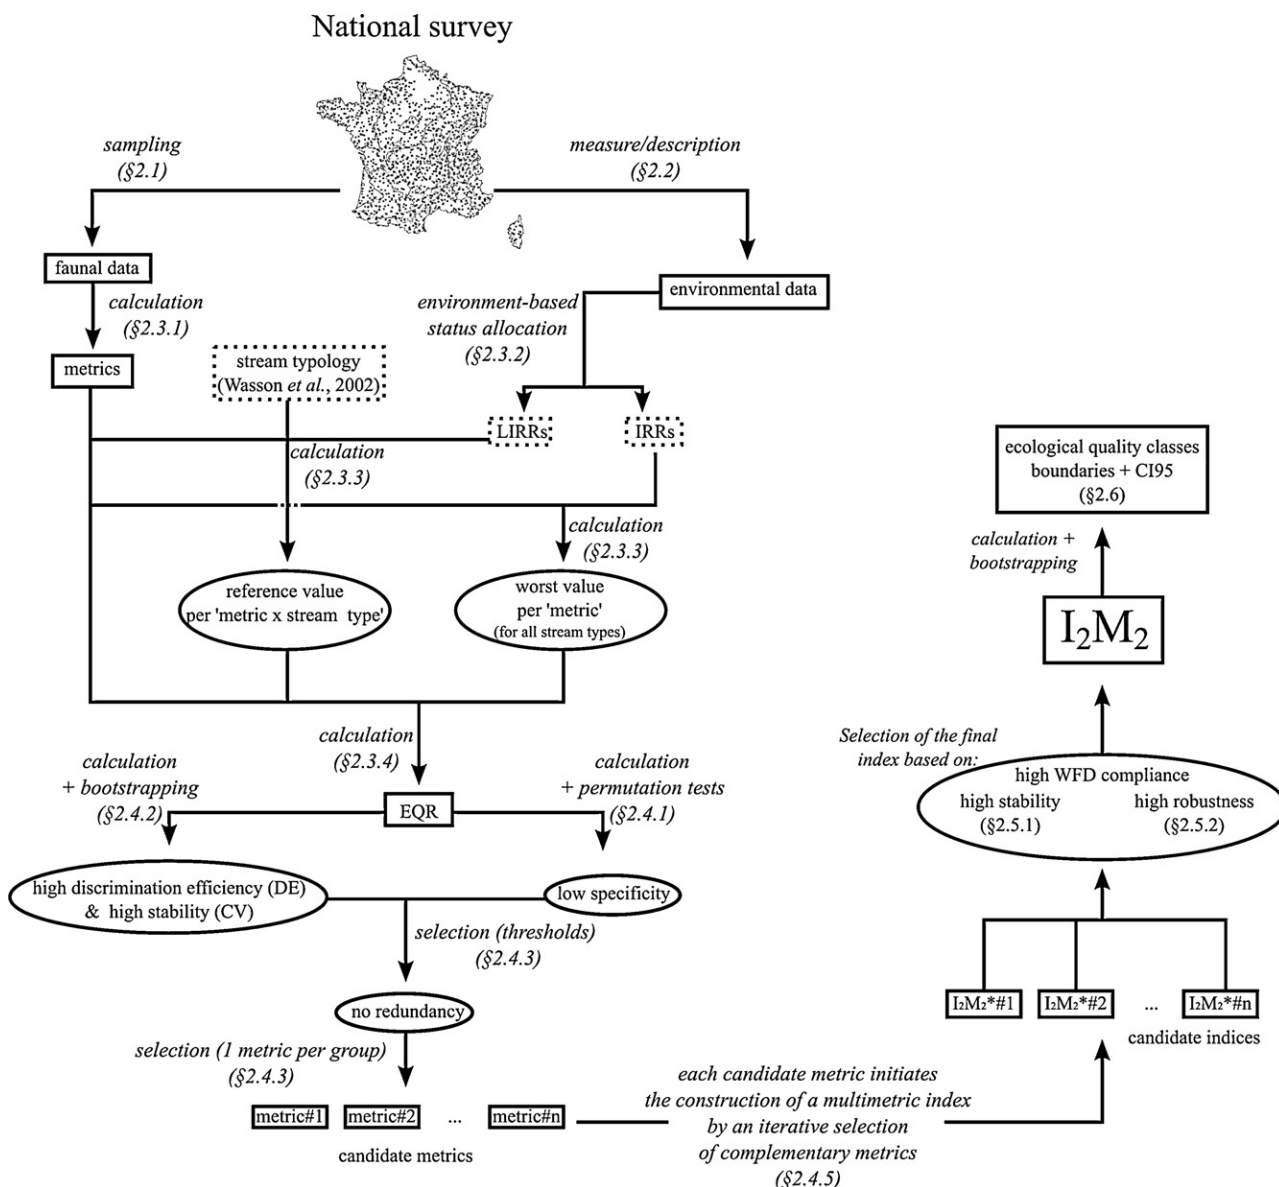 National survey
sampling
(§2.1)
measure/description
(§2.2)
faunal data
environmental data
calculation
(§2.3.1)
environment-based
status allocation
(§2.3.2)
metrics
stream typology
(Wasson et al., 2002)
LIRRs
IRRs
calculation
(§2.3.3)
calculation
(§2.3.3)
reference value
per 'metric x stream type'
worst value
per 'metric'
(for all stream types)
calculation
(§2.3.4)
calculation
+ bootstrapping
(§2.4.2)
calculation
+ permutation tests
(§2.4.1)
EQR
high discrimination efficiency (DE)
& high stability (CV)
low specificity
selection (thresholds)
(§2.4.3)
no redundancy
selection (1 metric per group)
(§2.4.3)
metric#1
metric#2
...
metric#n
candidate metrics
each candidate metric initiates
the construction of a multimetric index
by an iterative selection
of complementary metrics
(§2.4.5)
I₂M₂*#1
I₂M₂*#2
...
I₂M₂*#n
candidate indices
Selection of the final
index based on:
high WFD compliance
high stability
(§2.5.1)
high robustness
(§2.5.2)
I₂M₂
calculation +
bootstrapping
ecological quality classes
boundaries + CI95
(§2.6)